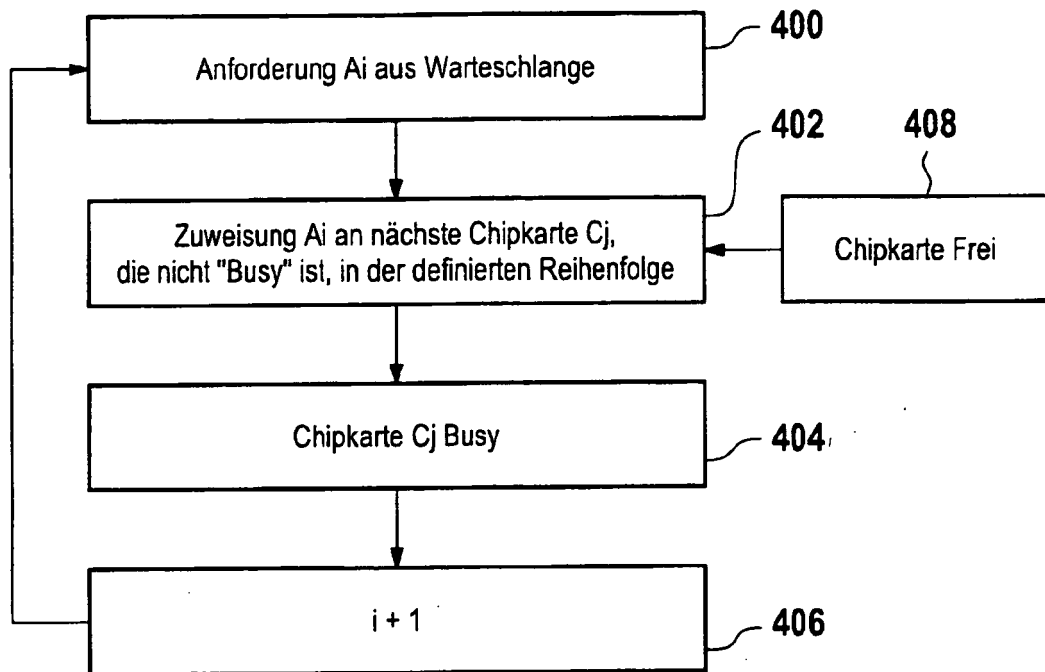 400
Anforderung Ai aus Warteschlange
402
408
Zuweisung Ai an nächste Chipkarte Cj,
die nicht "Busy" ist, in der definierten Reihenfolge
Chipkarte Frei
Chipkarte Cj Busy
404
i + 1
406